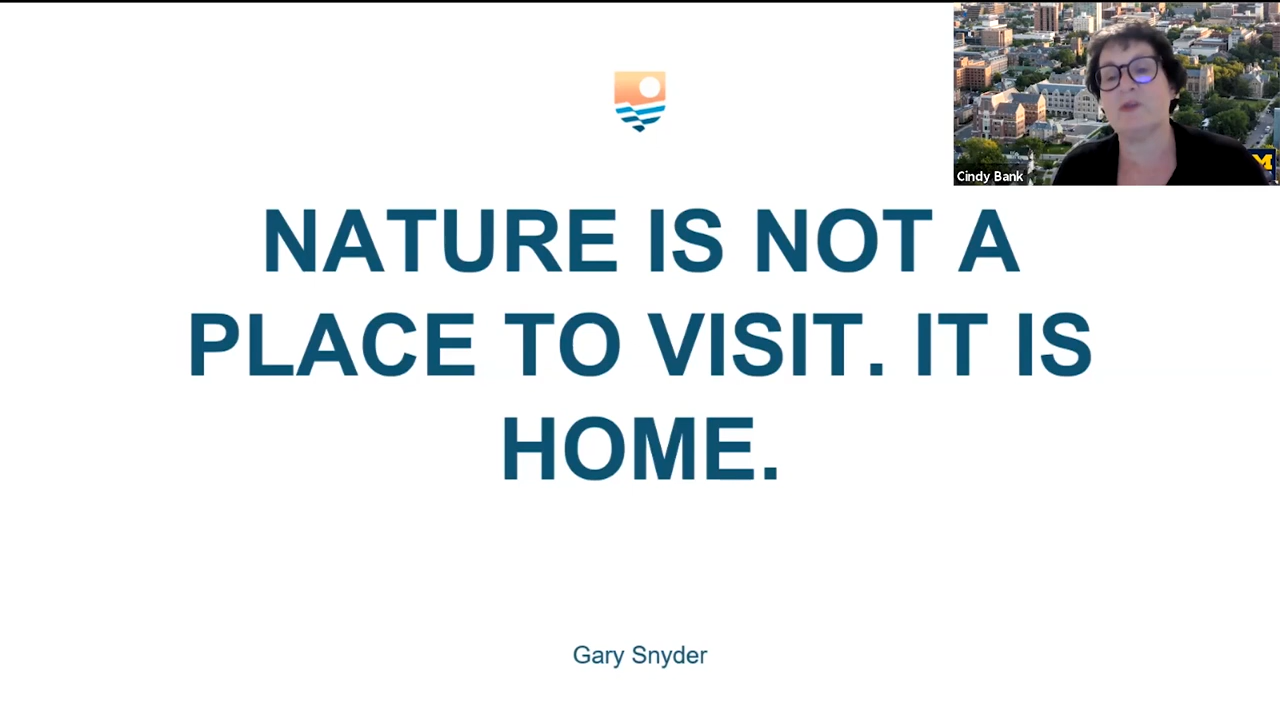 Cindy Bank
M
NATURE IS NOT A
PLACE TO VISIT. IT IS
HOME.
Gary Snyder